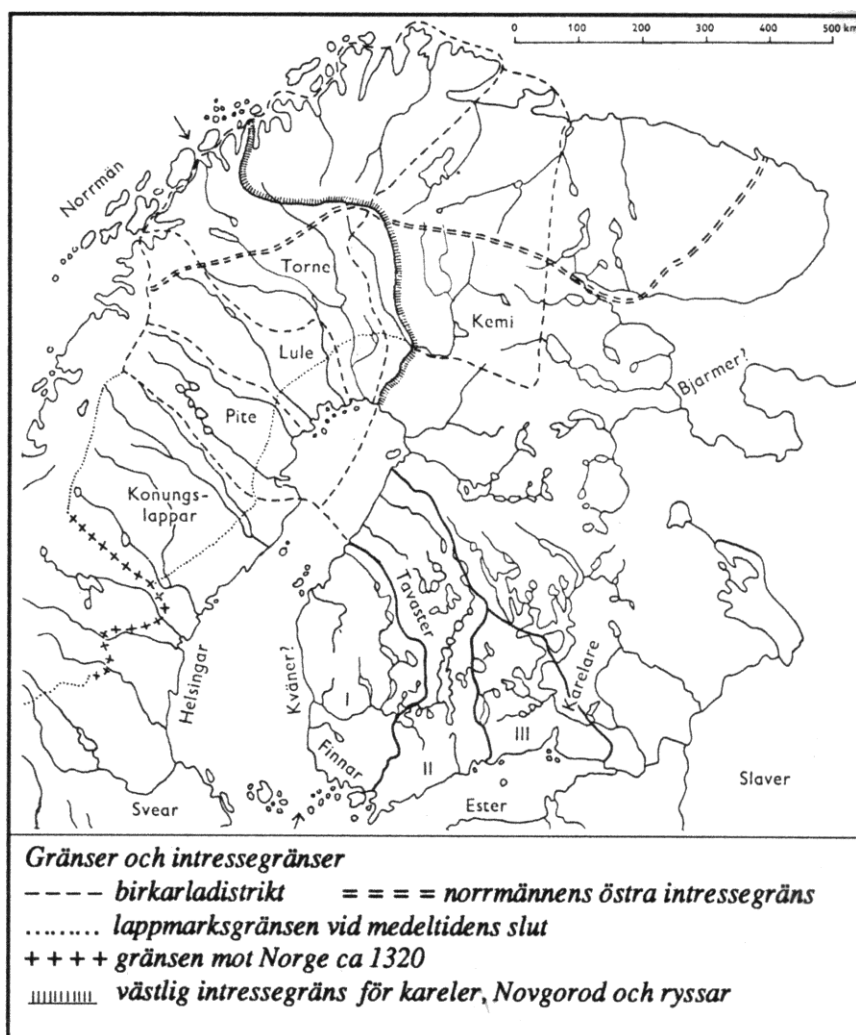 0 100 200 300 400 500 km
Norrmän
Torne
Kemi
Lule
Bjarmer?
Pite
Konungs-
lappar
Tavaster
Helsingar
Kväner?
Karelare
I
Finnar
II
III
Svear
Ester
Slaver
Gränser och intressegränser
– – – – birkarladistrikt = = = = norrmännens östra intressegräns
......... lappmarksgränsen vid medeltidens slut
+ + + + gränsen mot Norge ca 1320
västlig intressegräns för kareler, Novgorod och ryssar